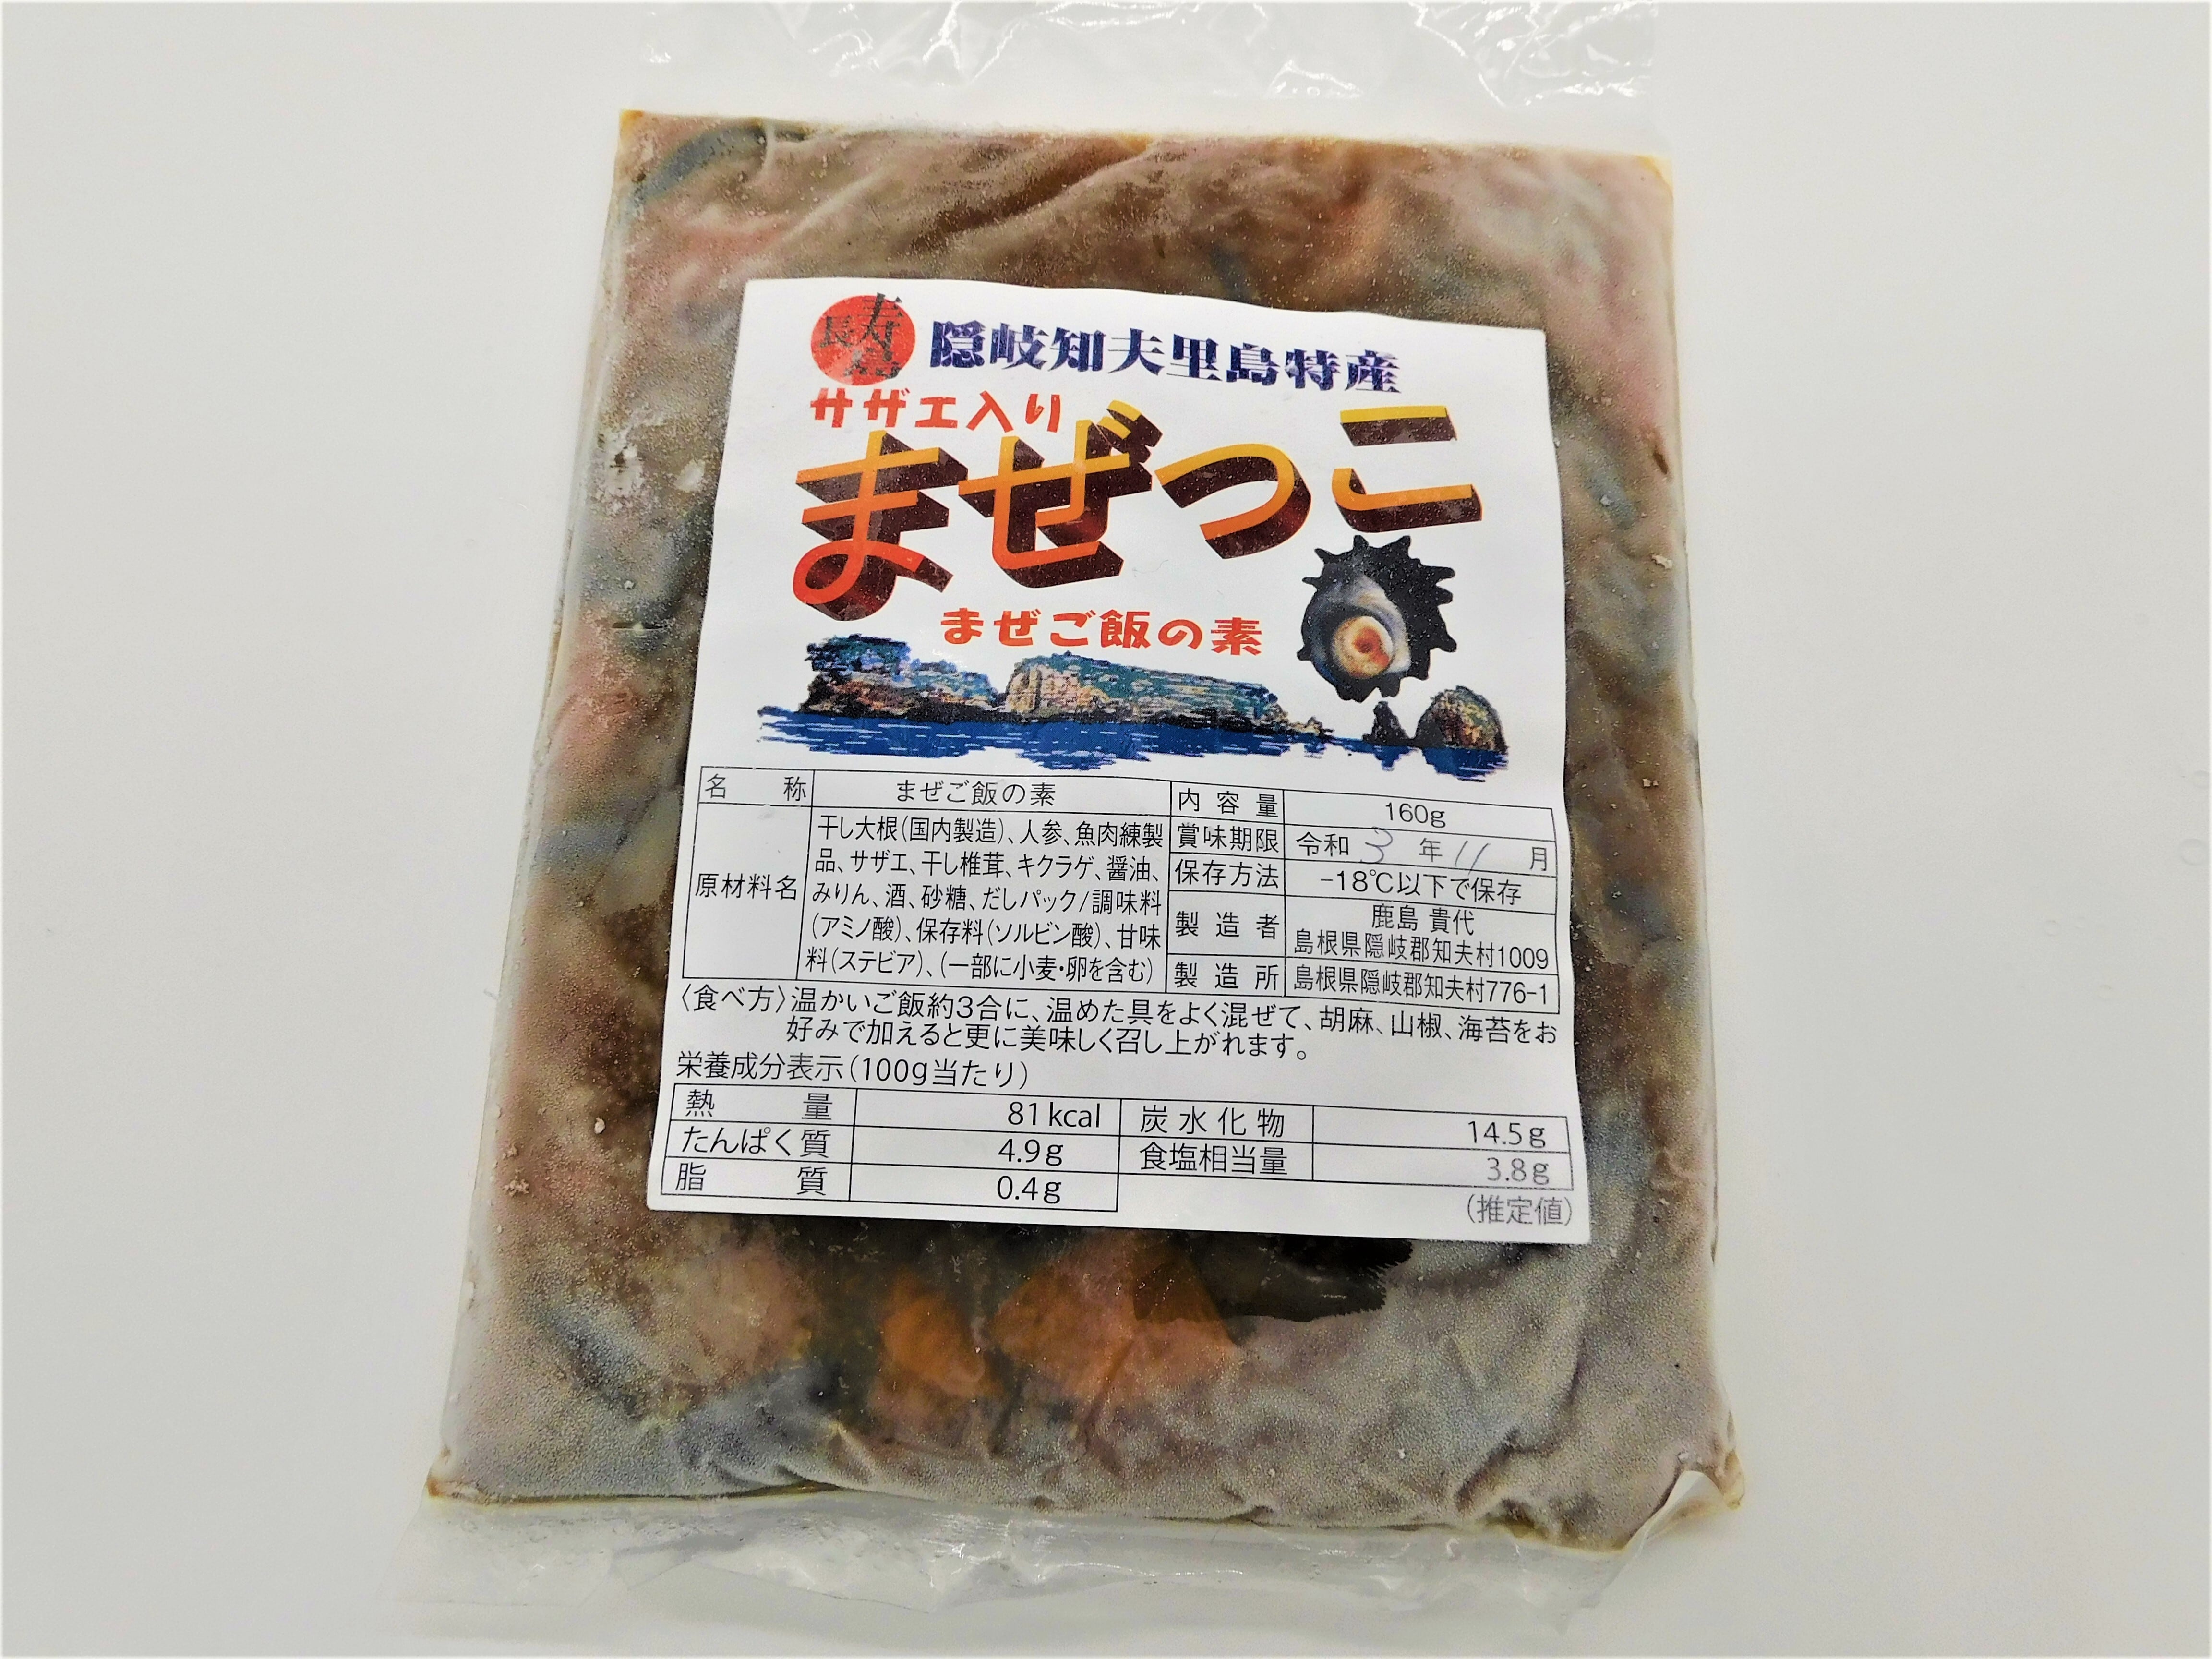 長寿島
隠岐知夫里島特産
サザエ入り
まぜっこ
まぜご飯の素
名称 まぜご飯の素
原材料名 干し大根(国内製造)、人参、魚肉練製
品、サザエ、干し椎茸、キクラゲ、醤油、
みりん、酒、砂糖、だしパック/調味料
(アミノ酸)、保存料(ソルビン酸)、甘味
料(ステビア)、(一部に小麦・卵を含む)
内容量 160g
賞味期限 令和 3 年 11 月
保存方法 -18℃以下で保存
製造者 鹿島 貴代
島根県隠岐郡知夫村1009
製造所 島根県隠岐郡知夫村776-1
〈食べ方〉温かいご飯約3合に、温めた具をよく混ぜて、胡麻、山椒、海苔をお
好みで加えると更に美味しく召し上がれます。
栄養成分表示(100g当たり)
熱量 81kcal 炭水化物 14.5g
たんぱく質 4.9g 食塩相当量 3.8g
脂質 0.4g
(推定値)